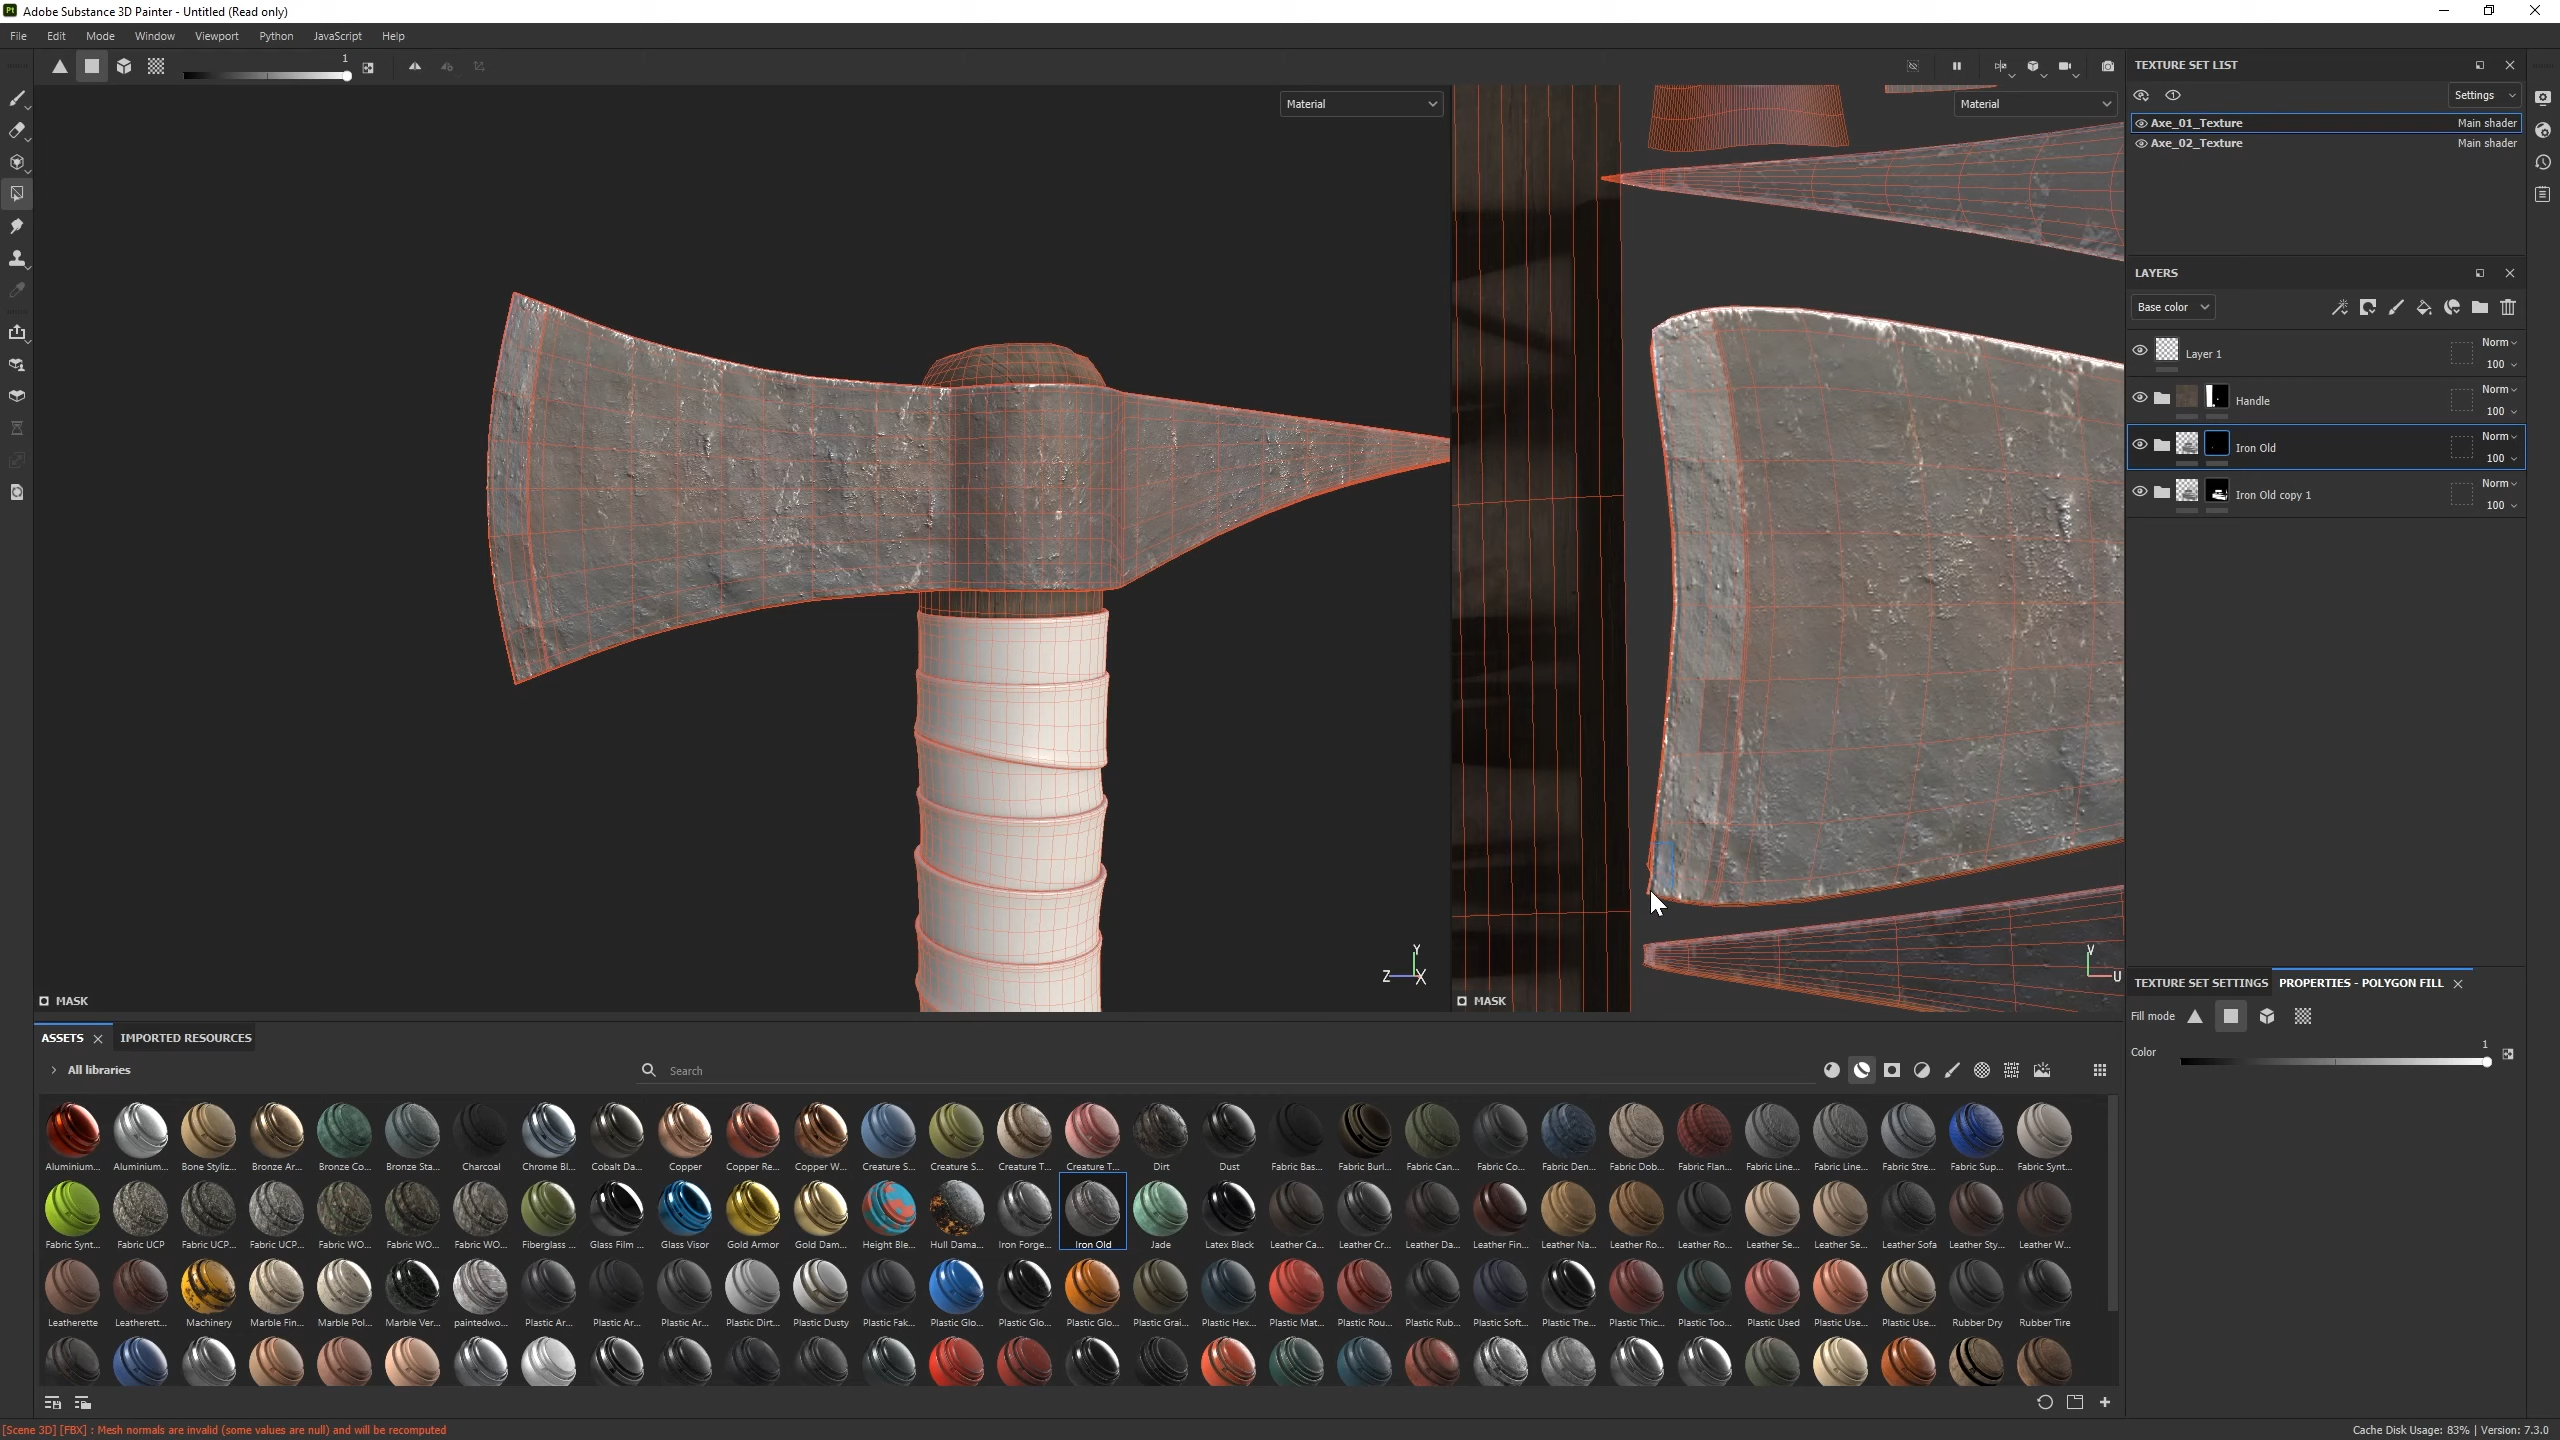 Pt Adobe Substance 3D Painter - Untitled (Read only)
File Edit Mode Window Viewport Python JavaScript Help
1
Material
Material
TEXTURE SET LIST
Settings
Axe_01_Texture Main shader
Axe_02_Texture Main shader
LAYERS
Base color
Layer 1 Norm 100
Handle Norm 100
Iron Old Norm 100
Iron Old copy 1 Norm 100
Y
Z X
V
U
MASK
MASK
TEXTURE SET SETTINGS PROPERTIES - POLYGON FILL
Fill mode
Color 1
ASSETS IMPORTED RESOURCES
All libraries
Search
Aluminium... Aluminium... Bone Styliz... Bronze Ar... Bronze Co... Bronze Sta... Charcoal Chrome Bl... Cobalt Da... Copper Copper Re... Copper W... Creature S... Creature S... Creature T... Creature T... Dirt Dust Fabric Bas... Fabric Burl... Fabric Can... Fabric Co... Fabric Den... Fabric Dob... Fabric Flan... Fabric Line... Fabric Line... Fabric Stre... Fabric Sup... Fabric Synt...
Fabric Synt... Fabric UCP Fabric UCP... Fabric UCP... Fabric WO... Fabric WO... Fabric WO... Fiberglass ... Glass Film ... Glass Visor Gold Armor Gold Dam... Height Ble... Hull Dama... Iron Forge... Iron Old Jade Latex Black Leather Ca... Leather Cr... Leather Da... Leather Fin... Leather Na... Leather Ro... Leather Ro... Leather Se... Leather Se... Leather Sofa Leather Sty... Leather W...
Leatherette Leatherett... Machinery Marble Fin... Marble Pol... Marble Ver... paintedwo... Plastic Ar... Plastic Ar... Plastic Ar... Plastic Dirt... Plastic Dusty Plastic Fak... Plastic Glo... Plastic Glo... Plastic Glo... Plastic Grai... Plastic Hex... Plastic Mat... Plastic Rou... Plastic Rub... Plastic Soft... Plastic The... Plastic Thic... Plastic Too... Plastic Used Plastic Use... Plastic Use... Rubber Dry Rubber Tire
[Scene 3D] [FBX] : Mesh normals are invalid (some values are null) and will be recomputed
Cache Disk Usage: 83% | Version: 7.3.0